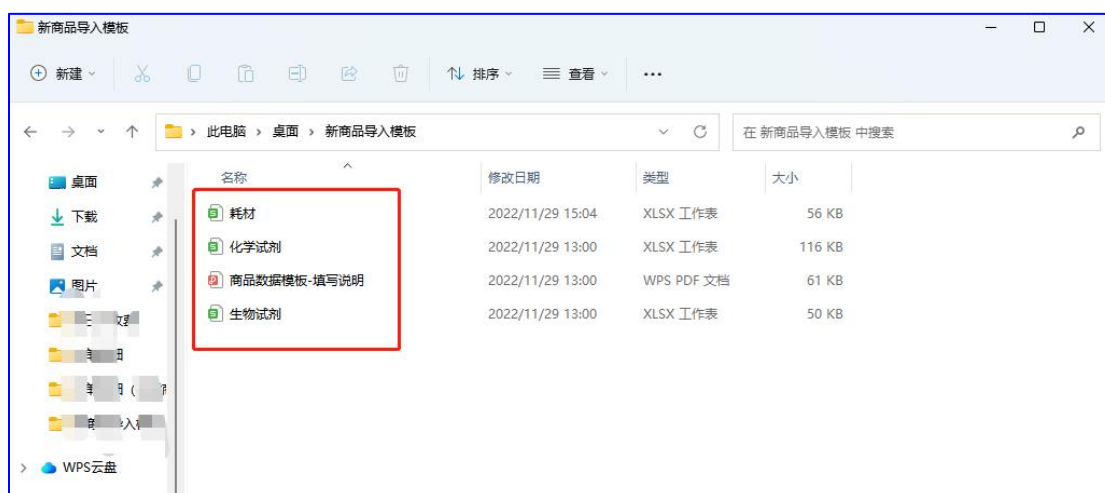 新商品导入模板
新建
排序
查看
此电脑 › 桌面 › 新商品导入模板
在 新商品导入模板 中搜索
桌面
下载
文档
图片
WPS云盘
名称 修改日期 类型 大小
耗材 2022/11/29 15:04 XLSX 工作表 56 KB
化学试剂 2022/11/29 13:00 XLSX 工作表 116 KB
商品数据模板-填写说明 2022/11/29 13:00 WPS PDF 文档 61 KB
生物试剂 2022/11/29 13:00 XLSX 工作表 50 KB